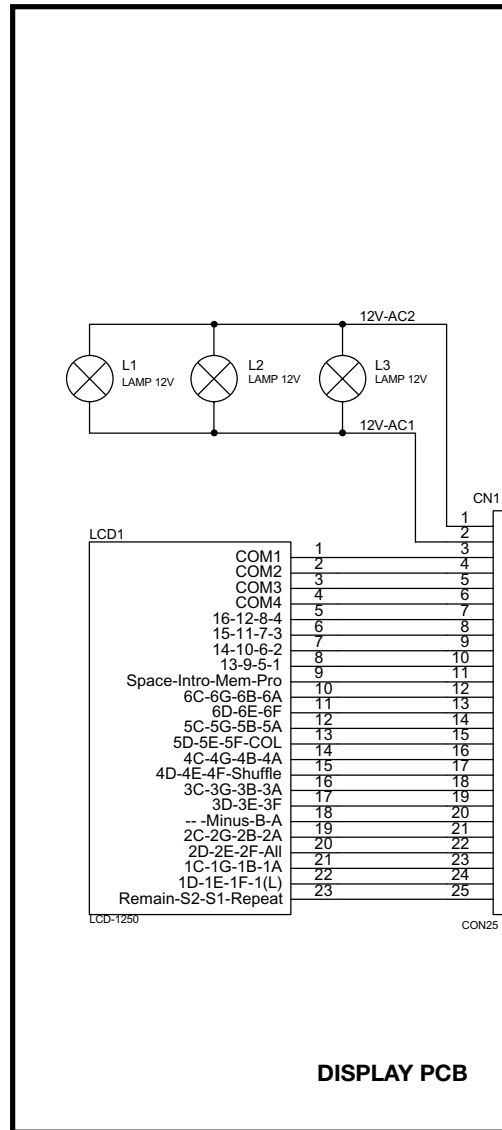 12V-AC2
L1
LAMP 12V
L2
LAMP 12V
L3
LAMP 12V
12V-AC1
CN1
1
2
LCD1
COM1 1 3
COM2 2 4
COM3 3 5
COM4 4 6
16-12-8-4 5 7
15-11-7-3 6 8
14-10-6-2 7 9
13-9-5-1 8 10
Space-Intro-Mem-Pro 9 11
6C-6G-6B-6A 10 12
6D-6E-6F 11 13
5C-5G-5B-5A 12 14
5D-5E-5F-COL 13 15
4C-4G-4B-4A 14 16
4D-4E-4F-Shuffle 15 17
3C-3G-3B-3A 16 18
3D-3E-3F 17 19
-- -Minus-B-A 18 20
2C-2G-2B-2A 19 21
2D-2E-2F-All 20 22
1C-1G-1B-1A 21 23
1D-1E-1F-1(L) 22 24
Remain-S2-S1-Repeat 23 25
LCD-1250
CON25
DISPLAY PCB